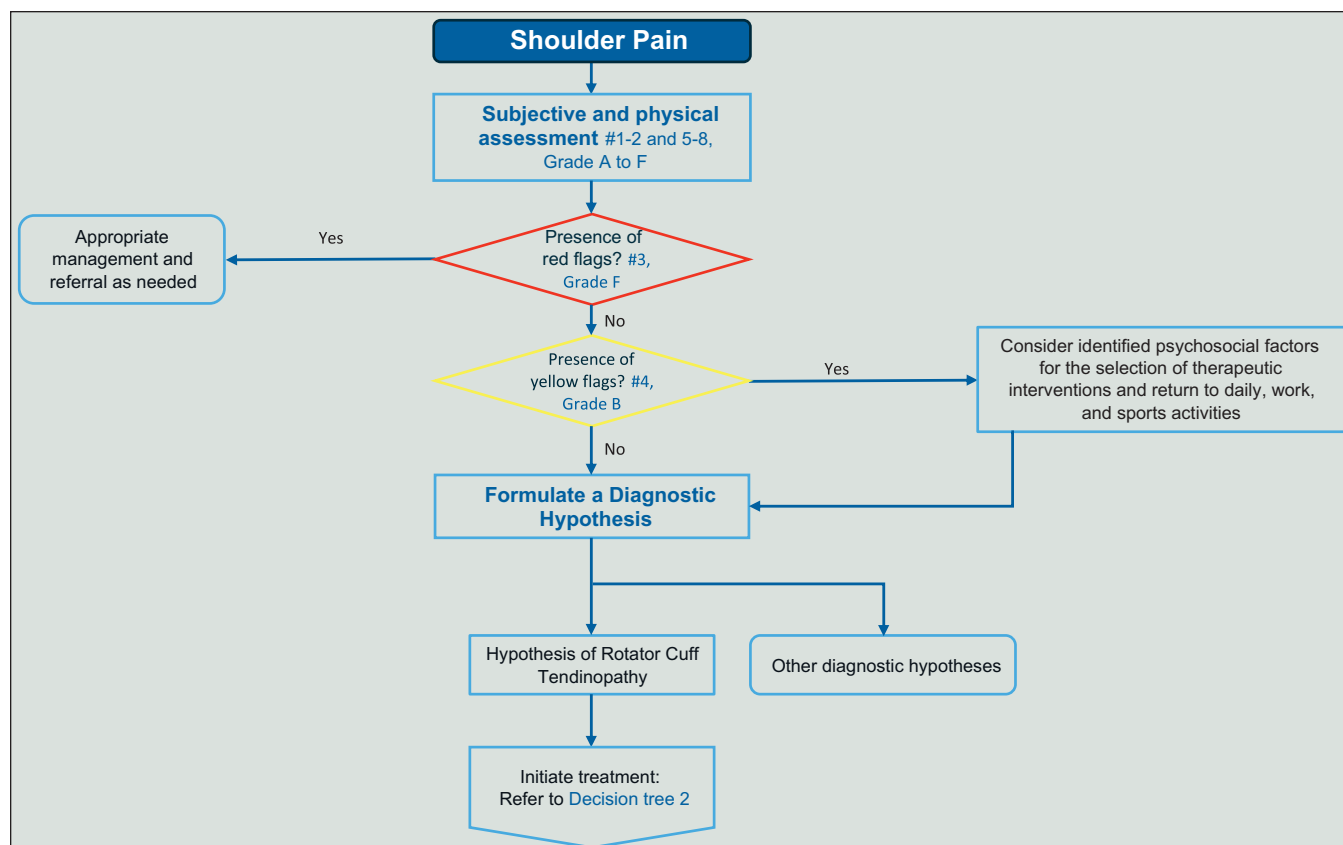 Shoulder Pain
Subjective and physical
assessment #1-2 and 5-8,
Grade A to F
Appropriate
management and
referral as needed
Yes
Presence of
red flags? #3,
Grade F
No
Presence of
yellow flags? #4,
Grade B
Yes
Consider identified psychosocial factors
for the selection of therapeutic
interventions and return to daily, work,
and sports activities
No
Formulate a Diagnostic
Hypothesis
Hypothesis of Rotator Cuff
Tendinopathy
Other diagnostic hypotheses
Initiate treatment:
Refer to Decision tree 2